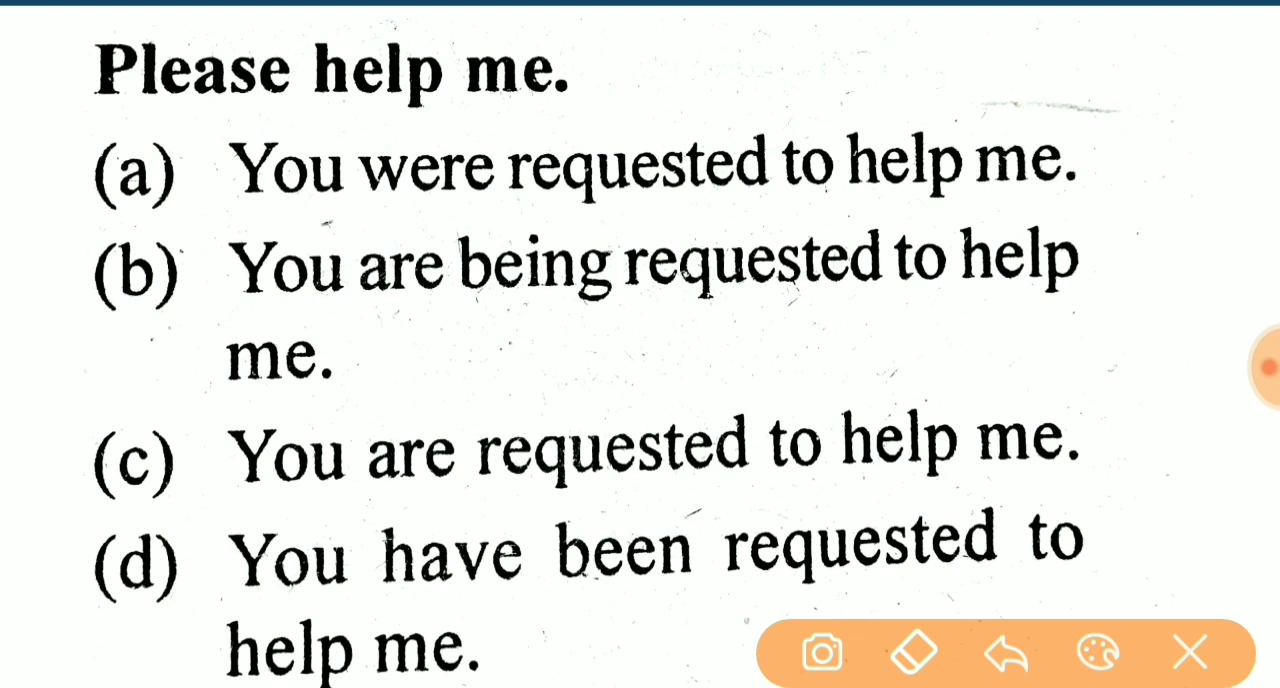 Please help me.
(a) You were requested to help me.
(b) You are being requested to help
me.
(c) You are requested to help me.
(d) You have been requested to
help me.